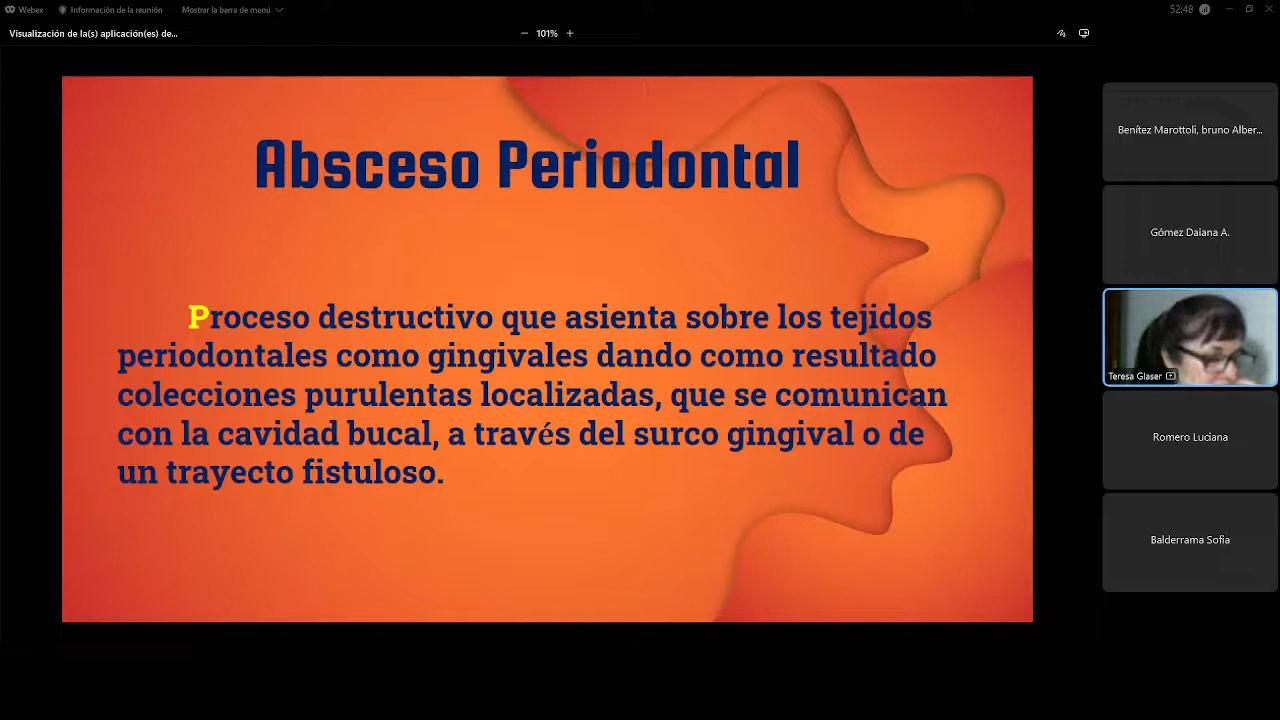 Webex
Información de la reunión
Mostrar la barra de menú
52:48
Visualización de la(s) aplicación(es) de...
101%
Absceso Periodontal
Proceso destructivo que asienta sobre los tejidos
periodontales como gingivales dando como resultado
colecciones purulentas localizadas, que se comunican
con la cavidad bucal, a través del surco gingival o de
un trayecto fistuloso.
Benítez Marottoli, bruno Alber...
Gómez Daiana A.
Teresa Glaser
Romero Luciana
Balderrama Sofia